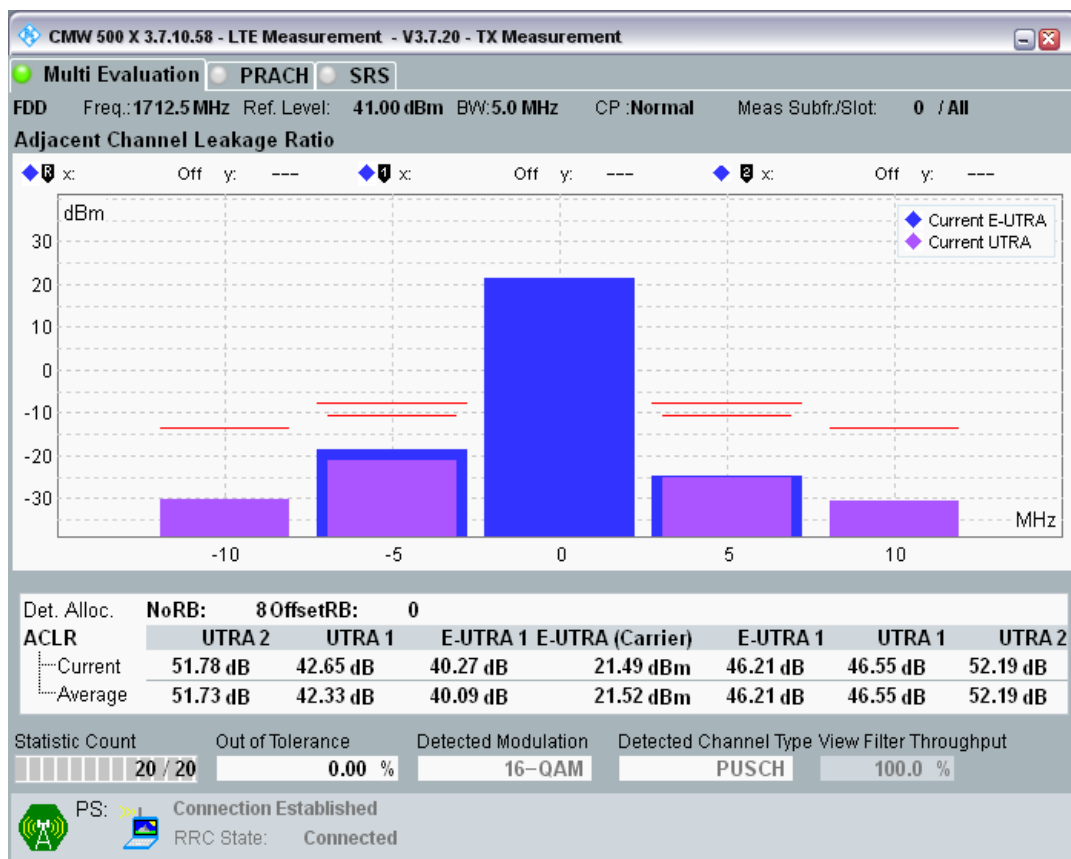 CMW 500 X 3.7.10.58 - LTE Measurement - V3.7.20 - TX Measurement
Multi Evaluation PRACH SRS
FDD Freq.: 1712.5 MHz Ref. Level: 41.00 dBm BW: 5.0 MHz CP : Normal Meas Subfr./Slot: 0 / All
Adjacent Channel Leakage Ratio
R x: Off y: --- 1 x: Off y: --- 2 x: Off y: ---
dBm
Current E-UTRA
Current UTRA
30
20
10
0
-10
-20
-30
MHz
-10 -5 0 5 10
Det. Alloc. NoRB: 8 OffsetRB: 0
ACLR UTRA 2 UTRA 1 E-UTRA 1 E-UTRA (Carrier) E-UTRA 1 UTRA 1 UTRA 2
Current 51.78 dB 42.65 dB 40.27 dB 21.49 dBm 46.21 dB 46.55 dB 52.19 dB
Average 51.73 dB 42.33 dB 40.09 dB 21.52 dBm 46.21 dB 46.55 dB 52.19 dB
Statistic Count Out of Tolerance Detected Modulation Detected Channel Type View Filter Throughput
20 / 20 0.00 % 16-QAM PUSCH 100.0 %
PS: Connection Established
RRC State: Connected